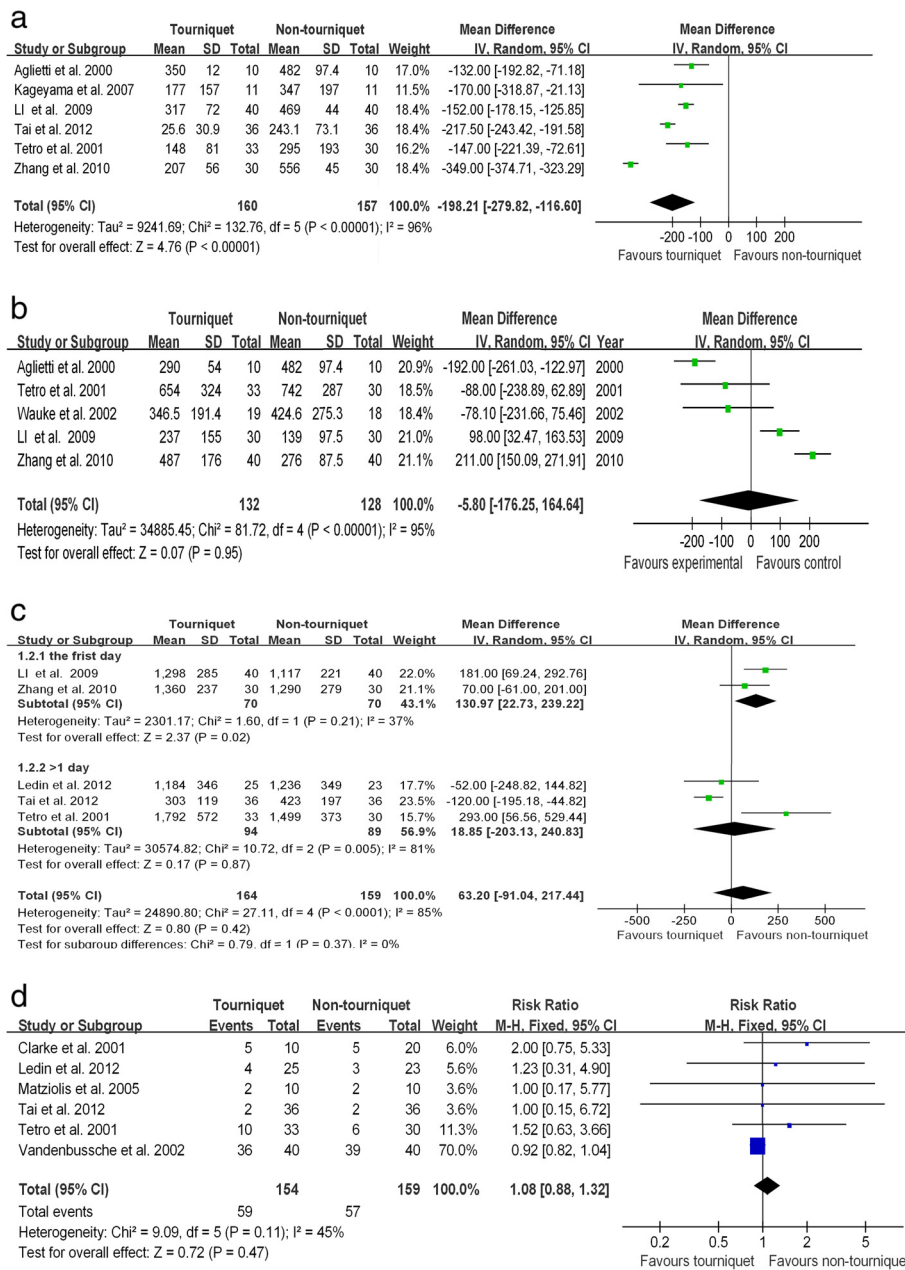 a
Tourniquet Non-tourniquet Mean Difference Mean Difference
Study or Subgroup Mean SD Total Mean SD Total Weight IV, Random, 95% CI IV, Random, 95% CI
Aglietti et al. 2000 350 12 10 482 97.4 10 17.0% -132.00 [-192.82, -71.18]
Kageyama et al. 2007 177 157 11 347 197 11 11.5% -170.00 [-318.87, -21.13]
LI et al. 2009 317 72 40 469 44 40 18.4% -152.00 [-178.15, -125.85]
Tai et al. 2012 25.6 30.9 36 243.1 73.1 36 18.4% -217.50 [-243.42, -191.58]
Tetro et al. 2001 148 81 33 295 193 30 16.2% -147.00 [-221.39, -72.61]
Zhang et al. 2010 207 56 30 556 45 30 18.4% -349.00 [-374.71, -323.29]
Total (95% CI) 160 157 100.0% -198.21 [-279.82, -116.60]
Heterogeneity: Tau² = 9241.69; Chi² = 132.76, df = 5 (P < 0.00001); I² = 96%
Test for overall effect: Z = 4.76 (P < 0.00001)
-200 -100 0 100 200
Favours tourniquet Favours non-tourniquet
b
Tourniquet Non-tourniquet Mean Difference Mean Difference
Study or Subgroup Mean SD Total Mean SD Total Weight IV, Random, 95% CI Year IV, Random, 95% CI
Aglietti et al. 2000 290 54 10 482 97.4 10 20.9% -192.00 [-261.03, -122.97] 2000
Tetro et al. 2001 654 324 33 742 287 30 18.5% -88.00 [-238.89, 62.89] 2001
Wauke et al. 2002 346.5 191.4 19 424.6 275.3 18 18.4% -78.10 [-231.66, 75.46] 2002
LI et al. 2009 237 155 30 139 97.5 30 21.0% 98.00 [32.47, 163.53] 2009
Zhang et al. 2010 487 176 40 276 87.5 40 21.1% 211.00 [150.09, 271.91] 2010
Total (95% CI) 132 128 100.0% -5.80 [-176.25, 164.64]
Heterogeneity: Tau² = 34885.45; Chi² = 81.72, df = 4 (P < 0.00001); I² = 95%
Test for overall effect: Z = 0.07 (P = 0.95)
-200 -100 0 100 200
Favours experimental Favours control
c
Tourniquet Non-tourniquet Mean Difference Mean Difference
Study or Subgroup Mean SD Total Mean SD Total Weight IV, Random, 95% CI IV, Random, 95% CI
1.2.1 the frist day
LI et al. 2009 1,298 285 40 1,117 221 40 22.0% 181.00 [69.24, 292.76]
Zhang et al. 2010 1,360 237 30 1,290 279 30 21.1% 70.00 [-61.00, 201.00]
Subtotal (95% CI) 70 70 43.1% 130.97 [22.73, 239.22]
Heterogeneity: Tau² = 2301.17; Chi² = 1.60, df = 1 (P = 0.21); I² = 37%
Test for overall effect: Z = 2.37 (P = 0.02)
1.2.2 >1 day
Ledin et al. 2012 1,184 346 25 1,236 349 23 17.7% -52.00 [-248.82, 144.82]
Tai et al. 2012 303 119 36 423 197 36 23.5% -120.00 [-195.18, -44.82]
Tetro et al. 2001 1,792 572 33 1,499 373 30 15.7% 293.00 [56.56, 529.44]
Subtotal (95% CI) 94 89 56.9% 18.85 [-203.13, 240.83]
Heterogeneity: Tau² = 30574.82; Chi² = 10.72, df = 2 (P = 0.005); I² = 81%
Test for overall effect: Z = 0.17 (P = 0.87)
Total (95% CI) 164 159 100.0% 63.20 [-91.04, 217.44]
Heterogeneity: Tau² = 24890.80; Chi² = 27.11, df = 4 (P < 0.0001); I² = 85%
Test for overall effect: Z = 0.80 (P = 0.42)
Test for subgroup differences: Chi² = 0.79, df = 1 (P = 0.37), I² = 0%
-500 -250 0 250 500
Favours tourniquet Favours non-tourniquet
d
Tourniquet Non-tourniquet Risk Ratio Risk Ratio
Study or Subgroup Events Total Events Total Weight M-H, Fixed, 95% CI M-H, Fixed, 95% CI
Clarke et al. 2001 5 10 5 20 6.0% 2.00 [0.75, 5.33]
Ledin et al. 2012 4 25 3 23 5.6% 1.23 [0.31, 4.90]
Matziolis et al. 2005 2 10 2 10 3.6% 1.00 [0.17, 5.77]
Tai et al. 2012 2 36 2 36 3.6% 1.00 [0.15, 6.72]
Tetro et al. 2001 10 33 6 30 11.3% 1.52 [0.63, 3.66]
Vandenbussche et al. 2002 36 40 39 40 70.0% 0.92 [0.82, 1.04]
Total (95% CI) 154 159 100.0% 1.08 [0.88, 1.32]
Total events 59 57
Heterogeneity: Chi² = 9.09, df = 5 (P = 0.11); I² = 45%
Test for overall effect: Z = 0.72 (P = 0.47)
0.2 0.5 1 2 5
Favours tourniquet Favours non-tournique